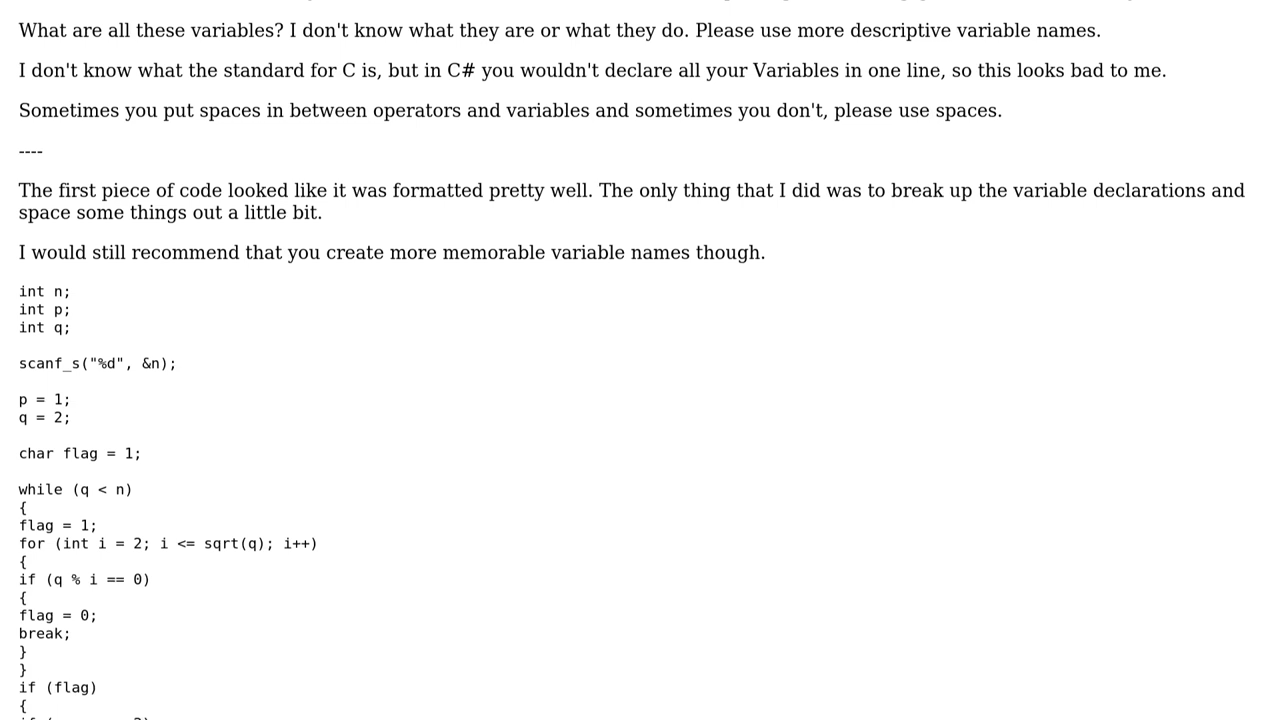 What are all these variables? I don't know what they are or what they do. Please use more descriptive variable names.
I don't know what the standard for C is, but in C# you wouldn't declare all your Variables in one line, so this looks bad to me.
Sometimes you put spaces in between operators and variables and sometimes you don't, please use spaces.
----
The first piece of code looked like it was formatted pretty well. The only thing that I did was to break up the variable declarations and
space some things out a little bit.
I would still recommend that you create more memorable variable names though.
int n;
int p;
int q;
scanf_s("%d", &n);
p = 1;
q = 2;
char flag = 1;
while (q < n)
{
flag = 1;
for (int i = 2; i <= sqrt(q); i++)
{
if (q % i == 0)
{
flag = 0;
break;
}
}
if (flag)
{